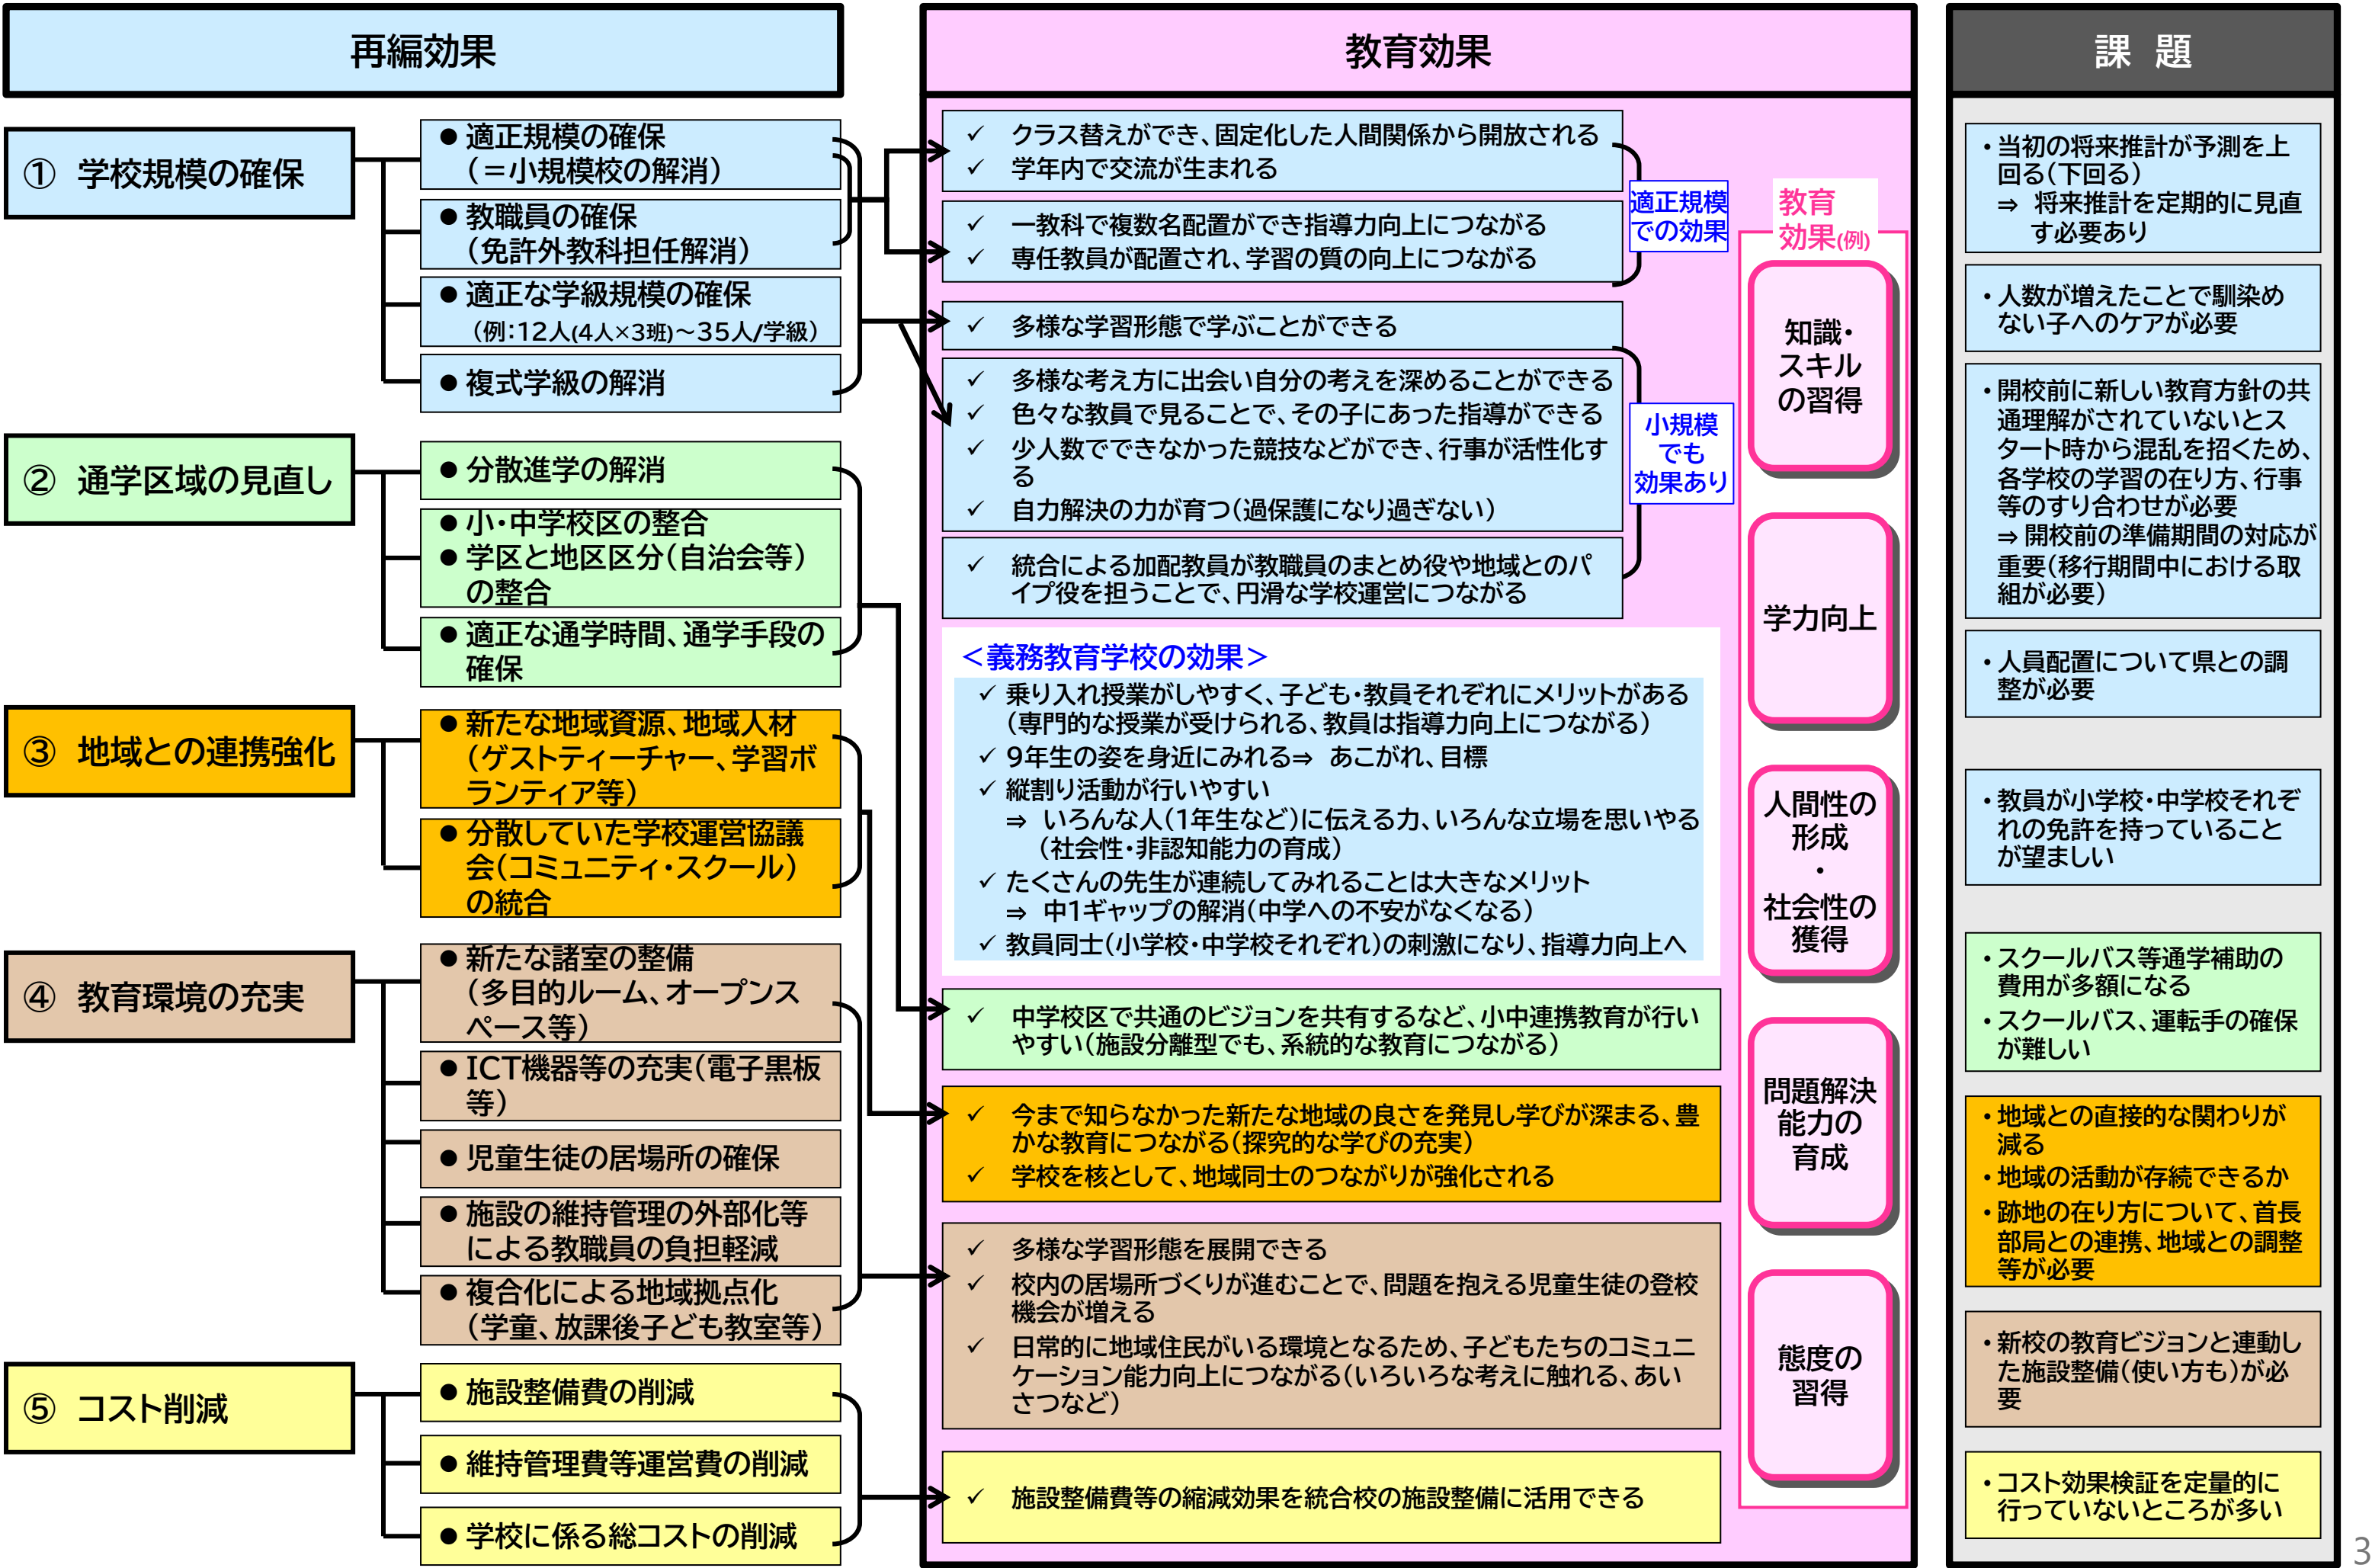 再編効果
① 学校規模の確保
● 適正規模の確保
（＝小規模校の解消）
● 教職員の確保
（免許外教科担任解消）
● 適正な学級規模の確保
（例：12人(4人×3班)～35人/学級）
● 複式学級の解消
② 通学区域の見直し
● 分散進学の解消
● 小・中学校区の整合
● 学区と地区区分（自治会等）
の整合
● 適正な通学時間、通学手段の
確保
③ 地域との連携強化
● 新たな地域資源、地域人材
（ゲストティーチャー、学習ボ
ランティア等）
● 分散していた学校運営協議
会（コミュニティ・スクール）
の統合
④ 教育環境の充実
● 新たな諸室の整備
（多目的ルーム、オープンス
ペース等）
● ICT機器等の充実（電子黒板
等）
● 児童生徒の居場所の確保
● 施設の維持管理の外部化等
による教職員の負担軽減
● 複合化による地域拠点化
（学童、放課後子ども教室等）
⑤ コスト削減
● 施設整備費の削減
● 維持管理費等運営費の削減
● 学校に係る総コストの削減
教育効果
✓ クラス替えができ、固定化した人間関係から開放される
✓ 学年内で交流が生まれる
✓ 一教科で複数名配置ができ指導力向上につながる
✓ 専任教員が配置され、学習の質の向上につながる
適正規模
での効果
✓ 多様な学習形態で学ぶことができる
✓ 多様な考え方に出会い自分の考えを深めることができる
✓ 色々な教員で見ることで、その子にあった指導ができる
✓ 少人数でできなかった競技などができ、行事が活性化す
る
✓ 自力解決の力が育つ（過保護になり過ぎない）
✓ 統合による加配教員が教職員のまとめ役や地域とのパ
イプ役を担うことで、円滑な学校運営につながる
小規模
でも
効果あり
＜義務教育学校の効果＞
✓ 乗り入れ授業がしやすく、子ども・教員それぞれにメリットがある
（専門的な授業が受けられる、教員は指導力向上につながる）
✓ 9年生の姿を身近にみれる⇒ あこがれ、目標
✓ 縦割り活動が行いやすい
⇒ いろんな人（1年生など）に伝える力、いろんな立場を思いやる
（社会性・非認知能力の育成）
✓ たくさんの先生が連続してみれることは大きなメリット
⇒ 中1ギャップの解消（中学への不安がなくなる）
✓ 教員同士（小学校・中学校それぞれ）の刺激になり、指導力向上へ
✓ 中学校区で共通のビジョンを共有するなど、小中連携教育が行い
やすい（施設分離型でも、系統的な教育につながる）
✓ 今まで知らなかった新たな地域の良さを発見し学びが深まる、豊
かな教育につながる（探究的な学びの充実）
✓ 学校を核として、地域同士のつながりが強化される
✓ 多様な学習形態を展開できる
✓ 校内の居場所づくりが進むことで、問題を抱える児童生徒の登校
機会が増える
✓ 日常的に地域住民がいる環境となるため、子どもたちのコミュニ
ケーション能力向上につながる（いろいろな考えに触れる、あい
さつなど）
✓ 施設整備費等の縮減効果を統合校の施設整備に活用できる
教育
効果(例)
知識・
スキル
の習得
学力向上
人間性の
形成
・
社会性の
獲得
問題解決
能力の
育成
態度の
習得
課 題
・当初の将来推計が予測を上
回る（下回る）
⇒ 将来推計を定期的に見直
す必要あり
・人数が増えたことで馴染め
ない子へのケアが必要
・開校前に新しい教育方針の共
通理解がされていないとス
タート時から混乱を招くため、
各学校の学習の在り方、行事
等のすり合わせが必要
⇒ 開校前の準備期間の対応が
重要（移行期間中における取
組が必要）
・人員配置について県との調
整が必要
・教員が小学校・中学校それぞ
れの免許を持っていること
が望ましい
・スクールバス等通学補助の
費用が多額になる
・スクールバス、運転手の確保
が難しい
・地域との直接的な関わりが
減る
・地域の活動が存続できるか
・跡地の在り方について、首長
部局との連携、地域との調整
等が必要
・新校の教育ビジョンと連動し
た施設整備（使い方も）が必
要
・コスト効果検証を定量的に
行っていないところが多い
3